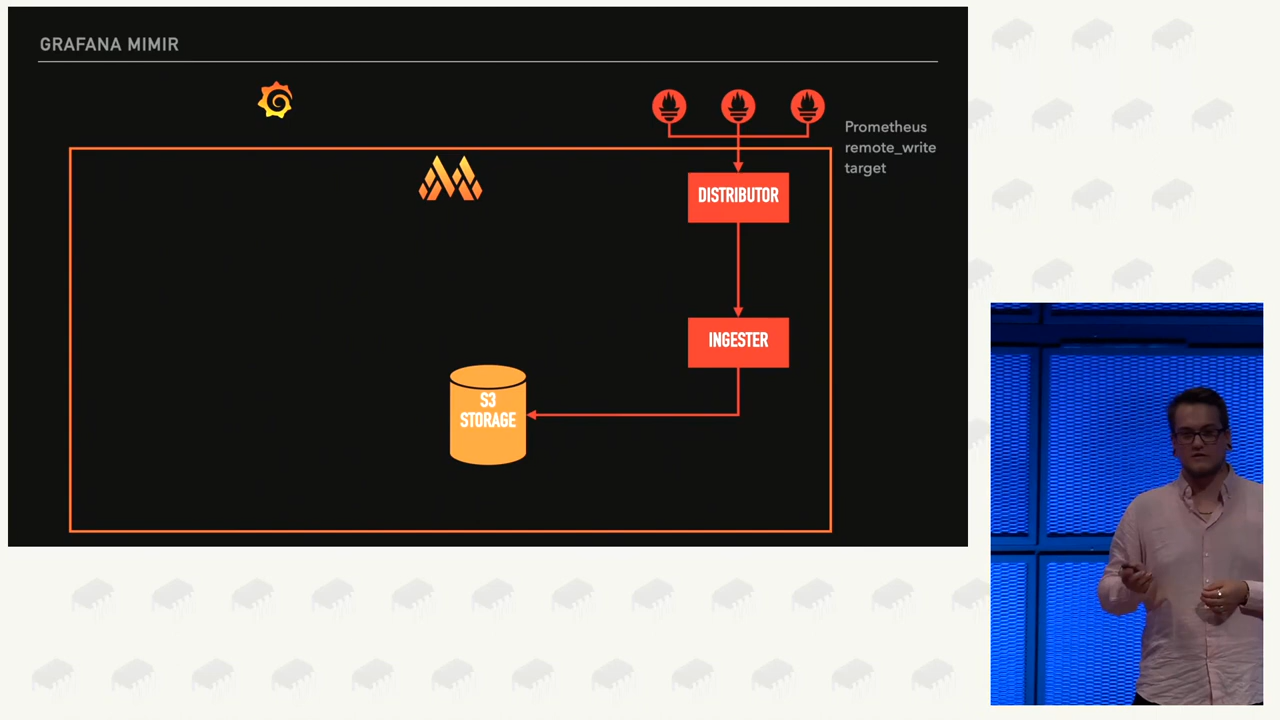 GRAFANA MIMIR
Prometheus
remote_write
target
DISTRIBUTOR
INGESTER
S3
STORAGE